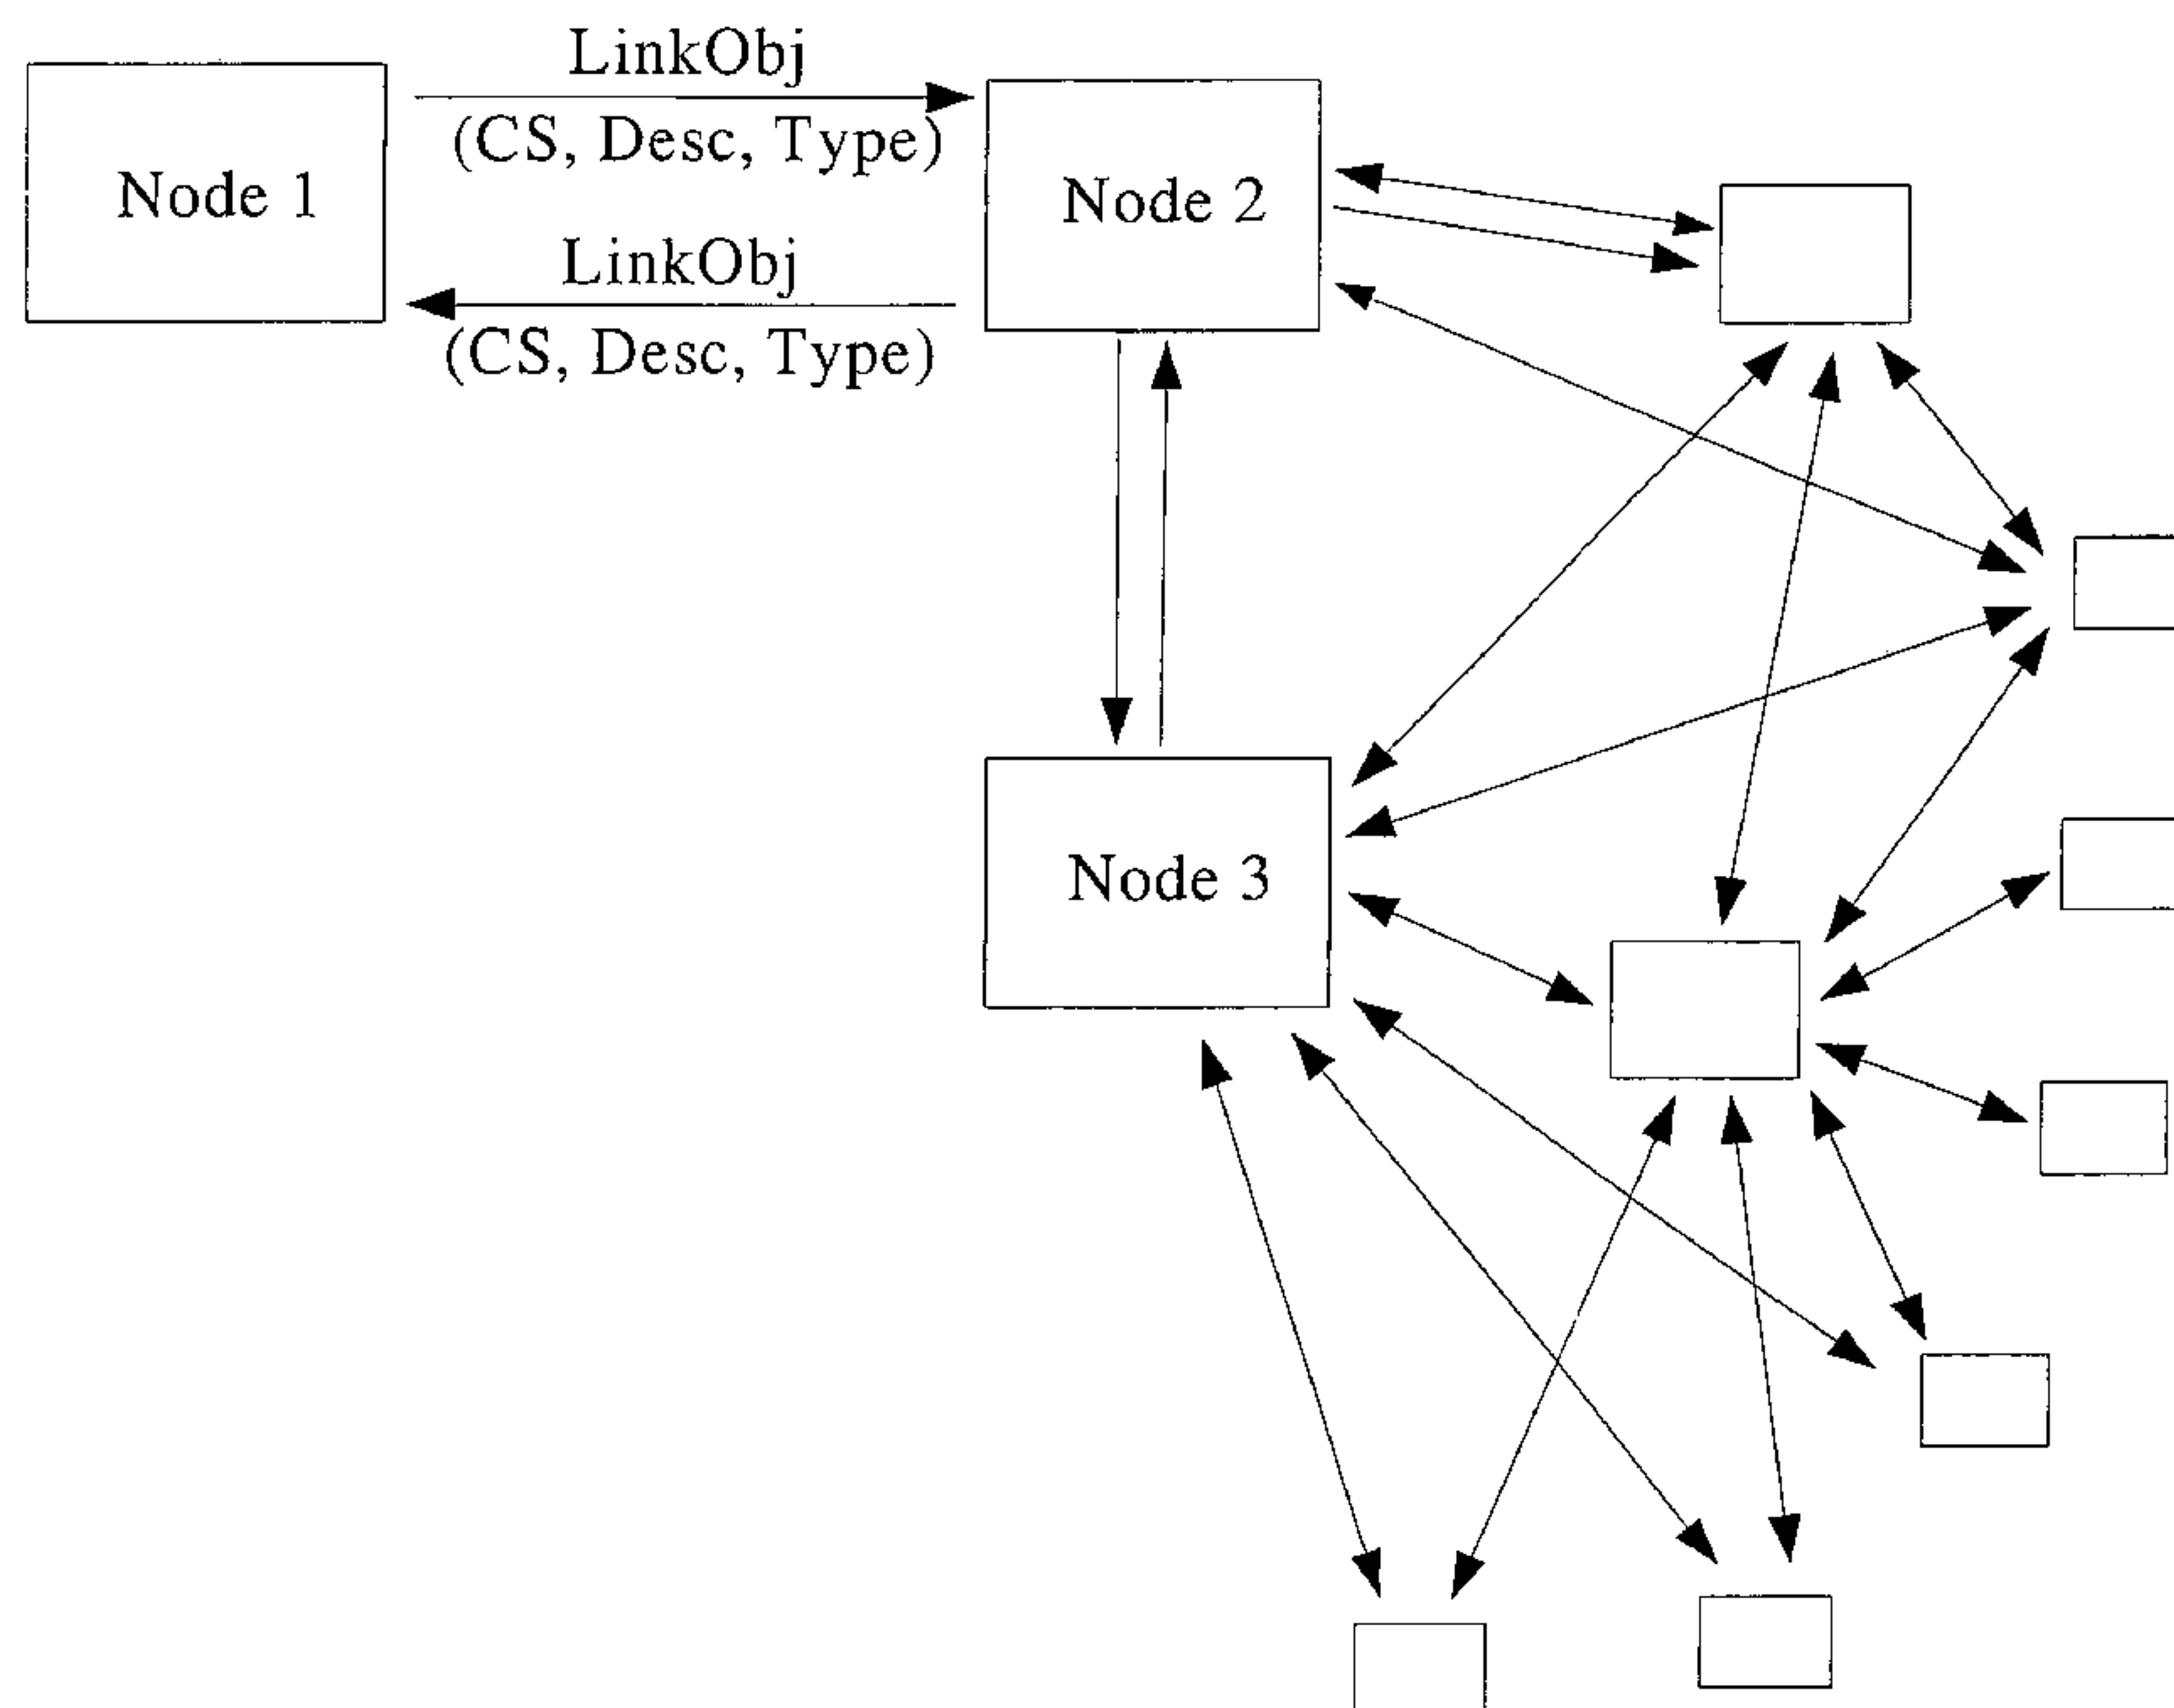 LinkObj
(CS, Desc, Type)
Node 1
Node 2
LinkObj
(CS, Desc, Type)
Node 3